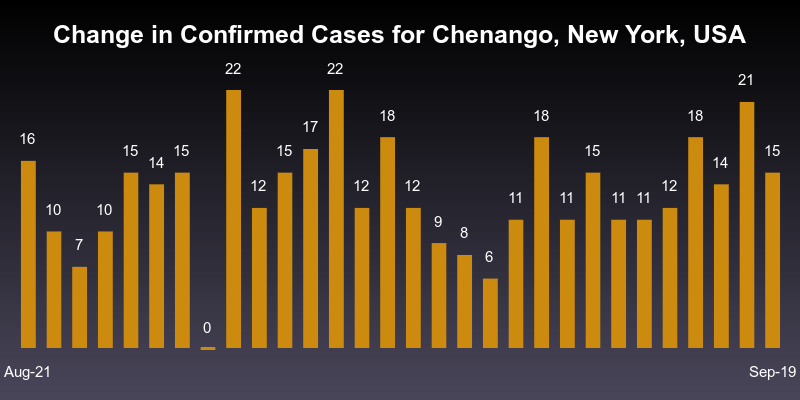 Change in Confirmed Cases for Chenango, New York, USA
16 10 7 10 15 14 15 0 22 12 15 17 22 12 18 12 9 8 6 11 18 11 15 11 11 12 18 14 21 15
Aug-21 Sep-19